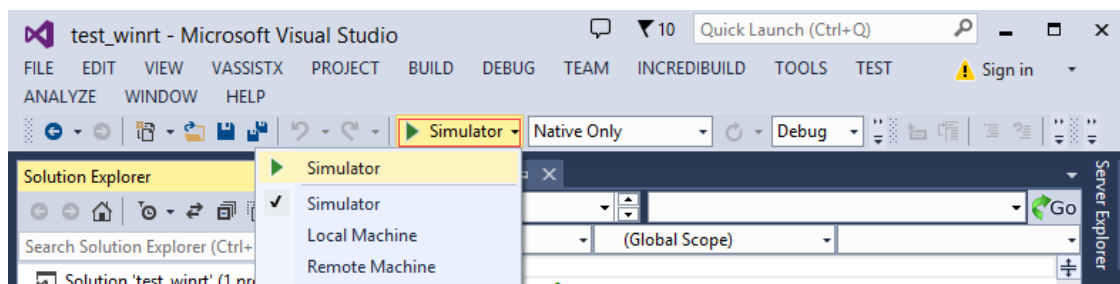 test_winrt - Microsoft Visual Studio
10
Quick Launch (Ctrl+Q)
FILE EDIT VIEW VASSISTX PROJECT BUILD DEBUG TEAM INCREDIBUILD TOOLS TEST
Sign in
ANALYZE WINDOW HELP
Simulator
Native Only
Debug
Solution Explorer
Simulator
Simulator
Local Machine
Remote Machine
Go
Search Solution Explorer (Ctrl+
(Global Scope)
Solution 'test_winrt' (1
Server Explorer